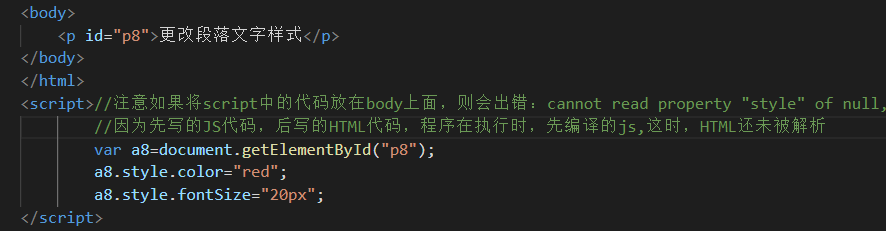 <body>
<p id="p8">更改段落文字样式</p>
</body>
</html>
<script>//注意如果将script中的代码放在body上面，则会出错：cannot read property "style" of null,
//因为先写的JS代码，后写的HTML代码，程序在执行时，先编译的js,这时，HTML还未被解析
var a8=document.getElementById("p8");
a8.style.color="red";
a8.style.fontSize="20px";
</script>